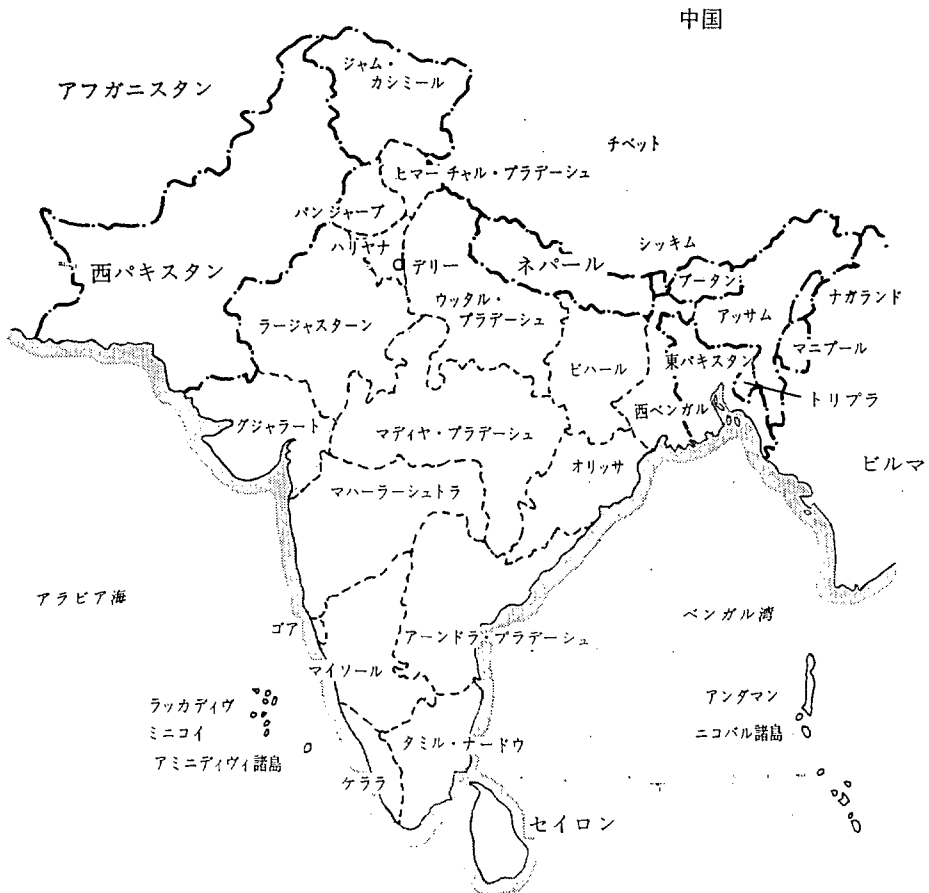 中国
ジャム・
カシミール
アフガニスタン
チベット
ヒマーチャル・プラデーシュ
パンジャーブ
ハリヤナ
シッキム
デリー
ネパール
ブータン
西パキスタン
ナガランド
ウッタル・
プラデーシュ
アッサム
ラージャスターン
マニプール
ビハール
東パキスタン
トリプラ
西ベンガル
グジャラート
マディヤ・プラデーシュ
オリッサ
ビルマ
マハーラーシュトラ
アラビア海
ベンガル湾
ゴア
アーンドラ・プラデーシュ
マイソール
ラッカディヴ
ミニコイ
アミニディヴィ諸島
アンダマン
ニコバル諸島
タミル・ナードウ
ケララ
セイロン